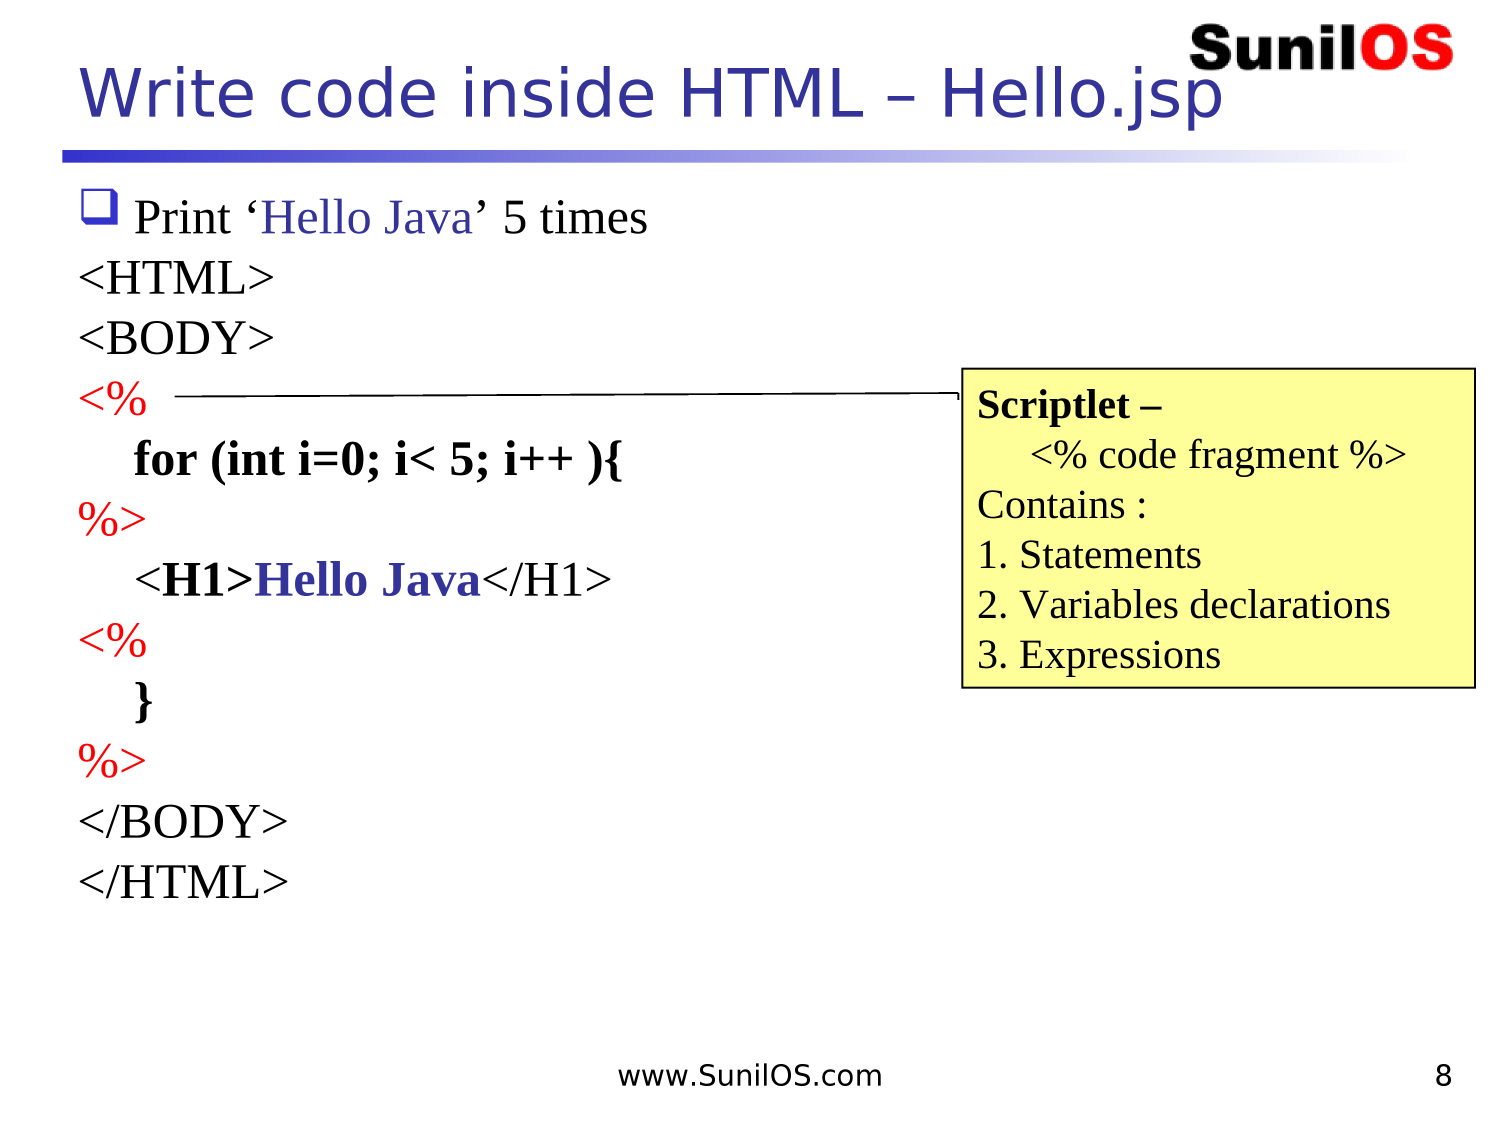 SunilOS
Write code inside HTML – Hello.jsp
Print ‘Hello Java’ 5 times
<HTML>
<BODY>
<%
for (int i=0; i< 5; i++ ){
%>
<H1>Hello Java</H1>
<%
}
%>
</BODY>
</HTML>
Scriptlet –
<% code fragment %>
Contains :
1. Statements
2. Variables declarations
3. Expressions
www.SunilOS.com
8